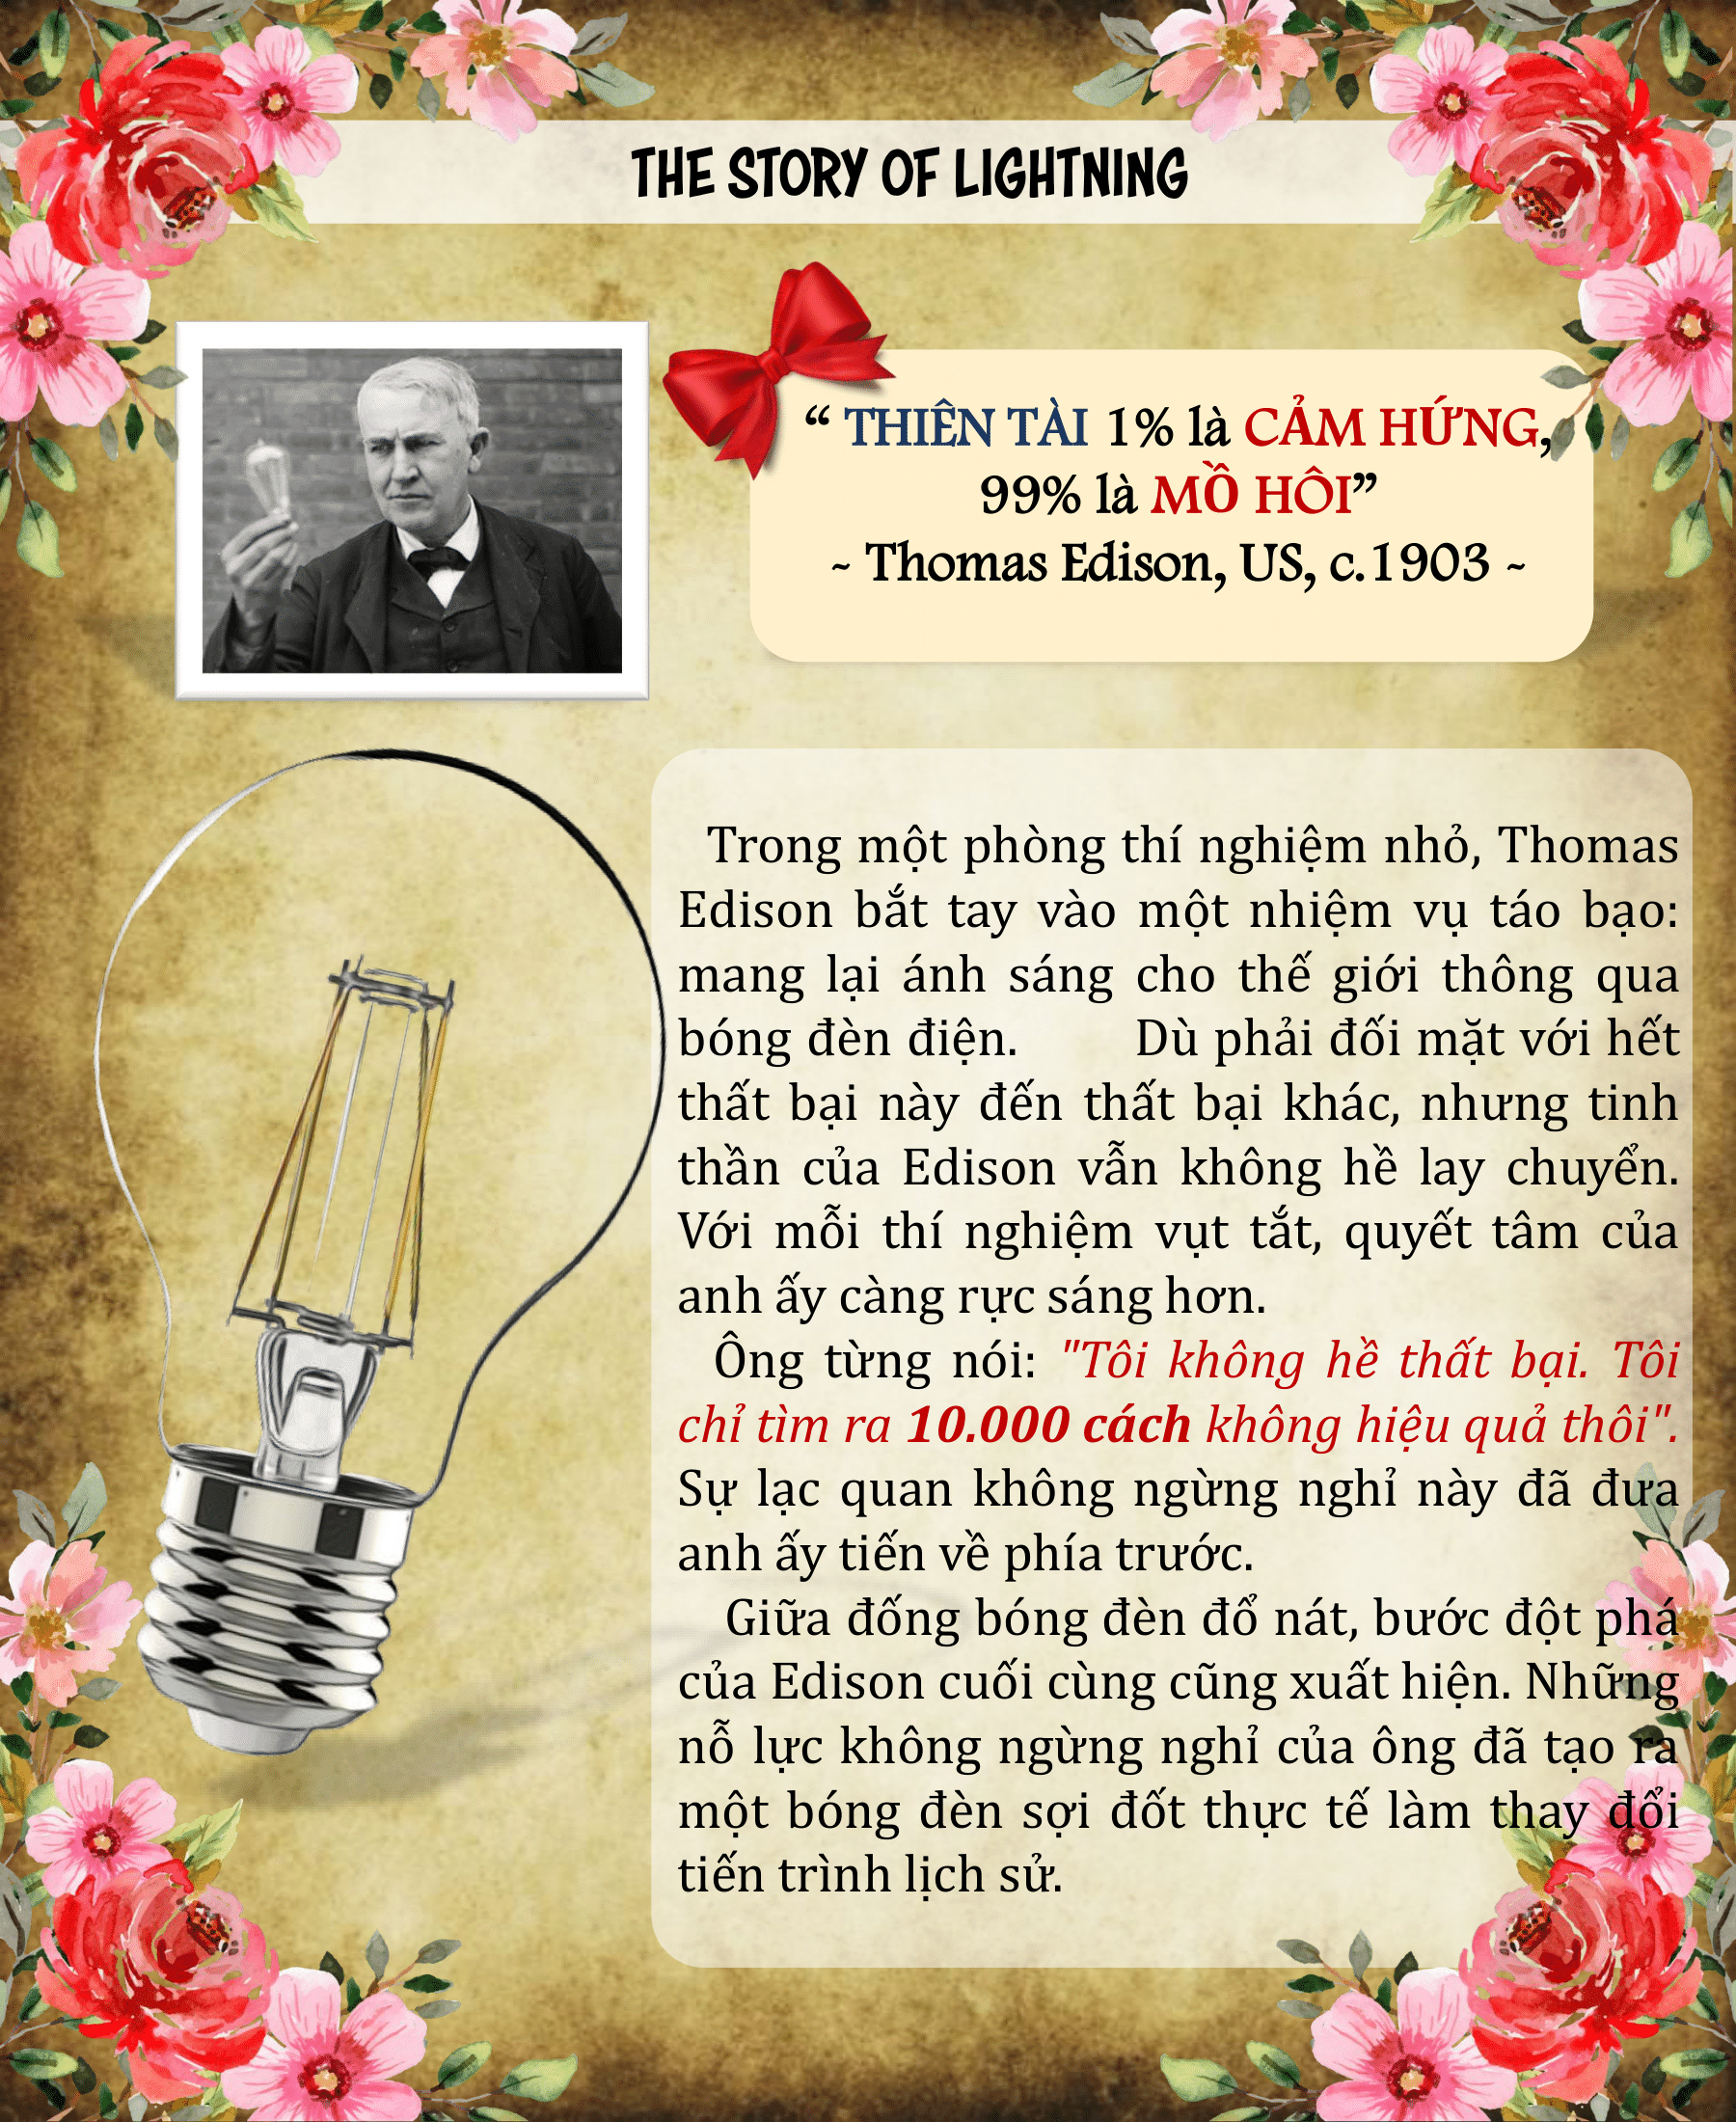 THE STORY OF LIGHTNING
“ THIÊN TÀI 1% là CẢM HỨNG,
99% là MỒ HÔI”
~ Thomas Edison, US, c.1903 ~
Trong một phòng thí nghiệm nhỏ, Thomas
Edison bắt tay vào một nhiệm vụ táo bạo:
mang lại ánh sáng cho thế giới thông qua
bóng đèn điện. Dù phải đối mặt với hết
thất bại này đến thất bại khác, nhưng tinh
thần của Edison vẫn không hề lay chuyển.
Với mỗi thí nghiệm vụt tắt, quyết tâm của
anh ấy càng rực sáng hơn.
Ông từng nói: "Tôi không hề thất bại. Tôi
chỉ tìm ra 10.000 cách không hiệu quả thôi".
Sự lạc quan không ngừng nghỉ này đã đưa
anh ấy tiến về phía trước.
Giữa đống bóng đèn đổ nát, bước đột phá
của Edison cuối cùng cũng xuất hiện. Những
nỗ lực không ngừng nghỉ của ông đã tạo ra
một bóng đèn sợi đốt thực tế làm thay đổi
tiến trình lịch sử.